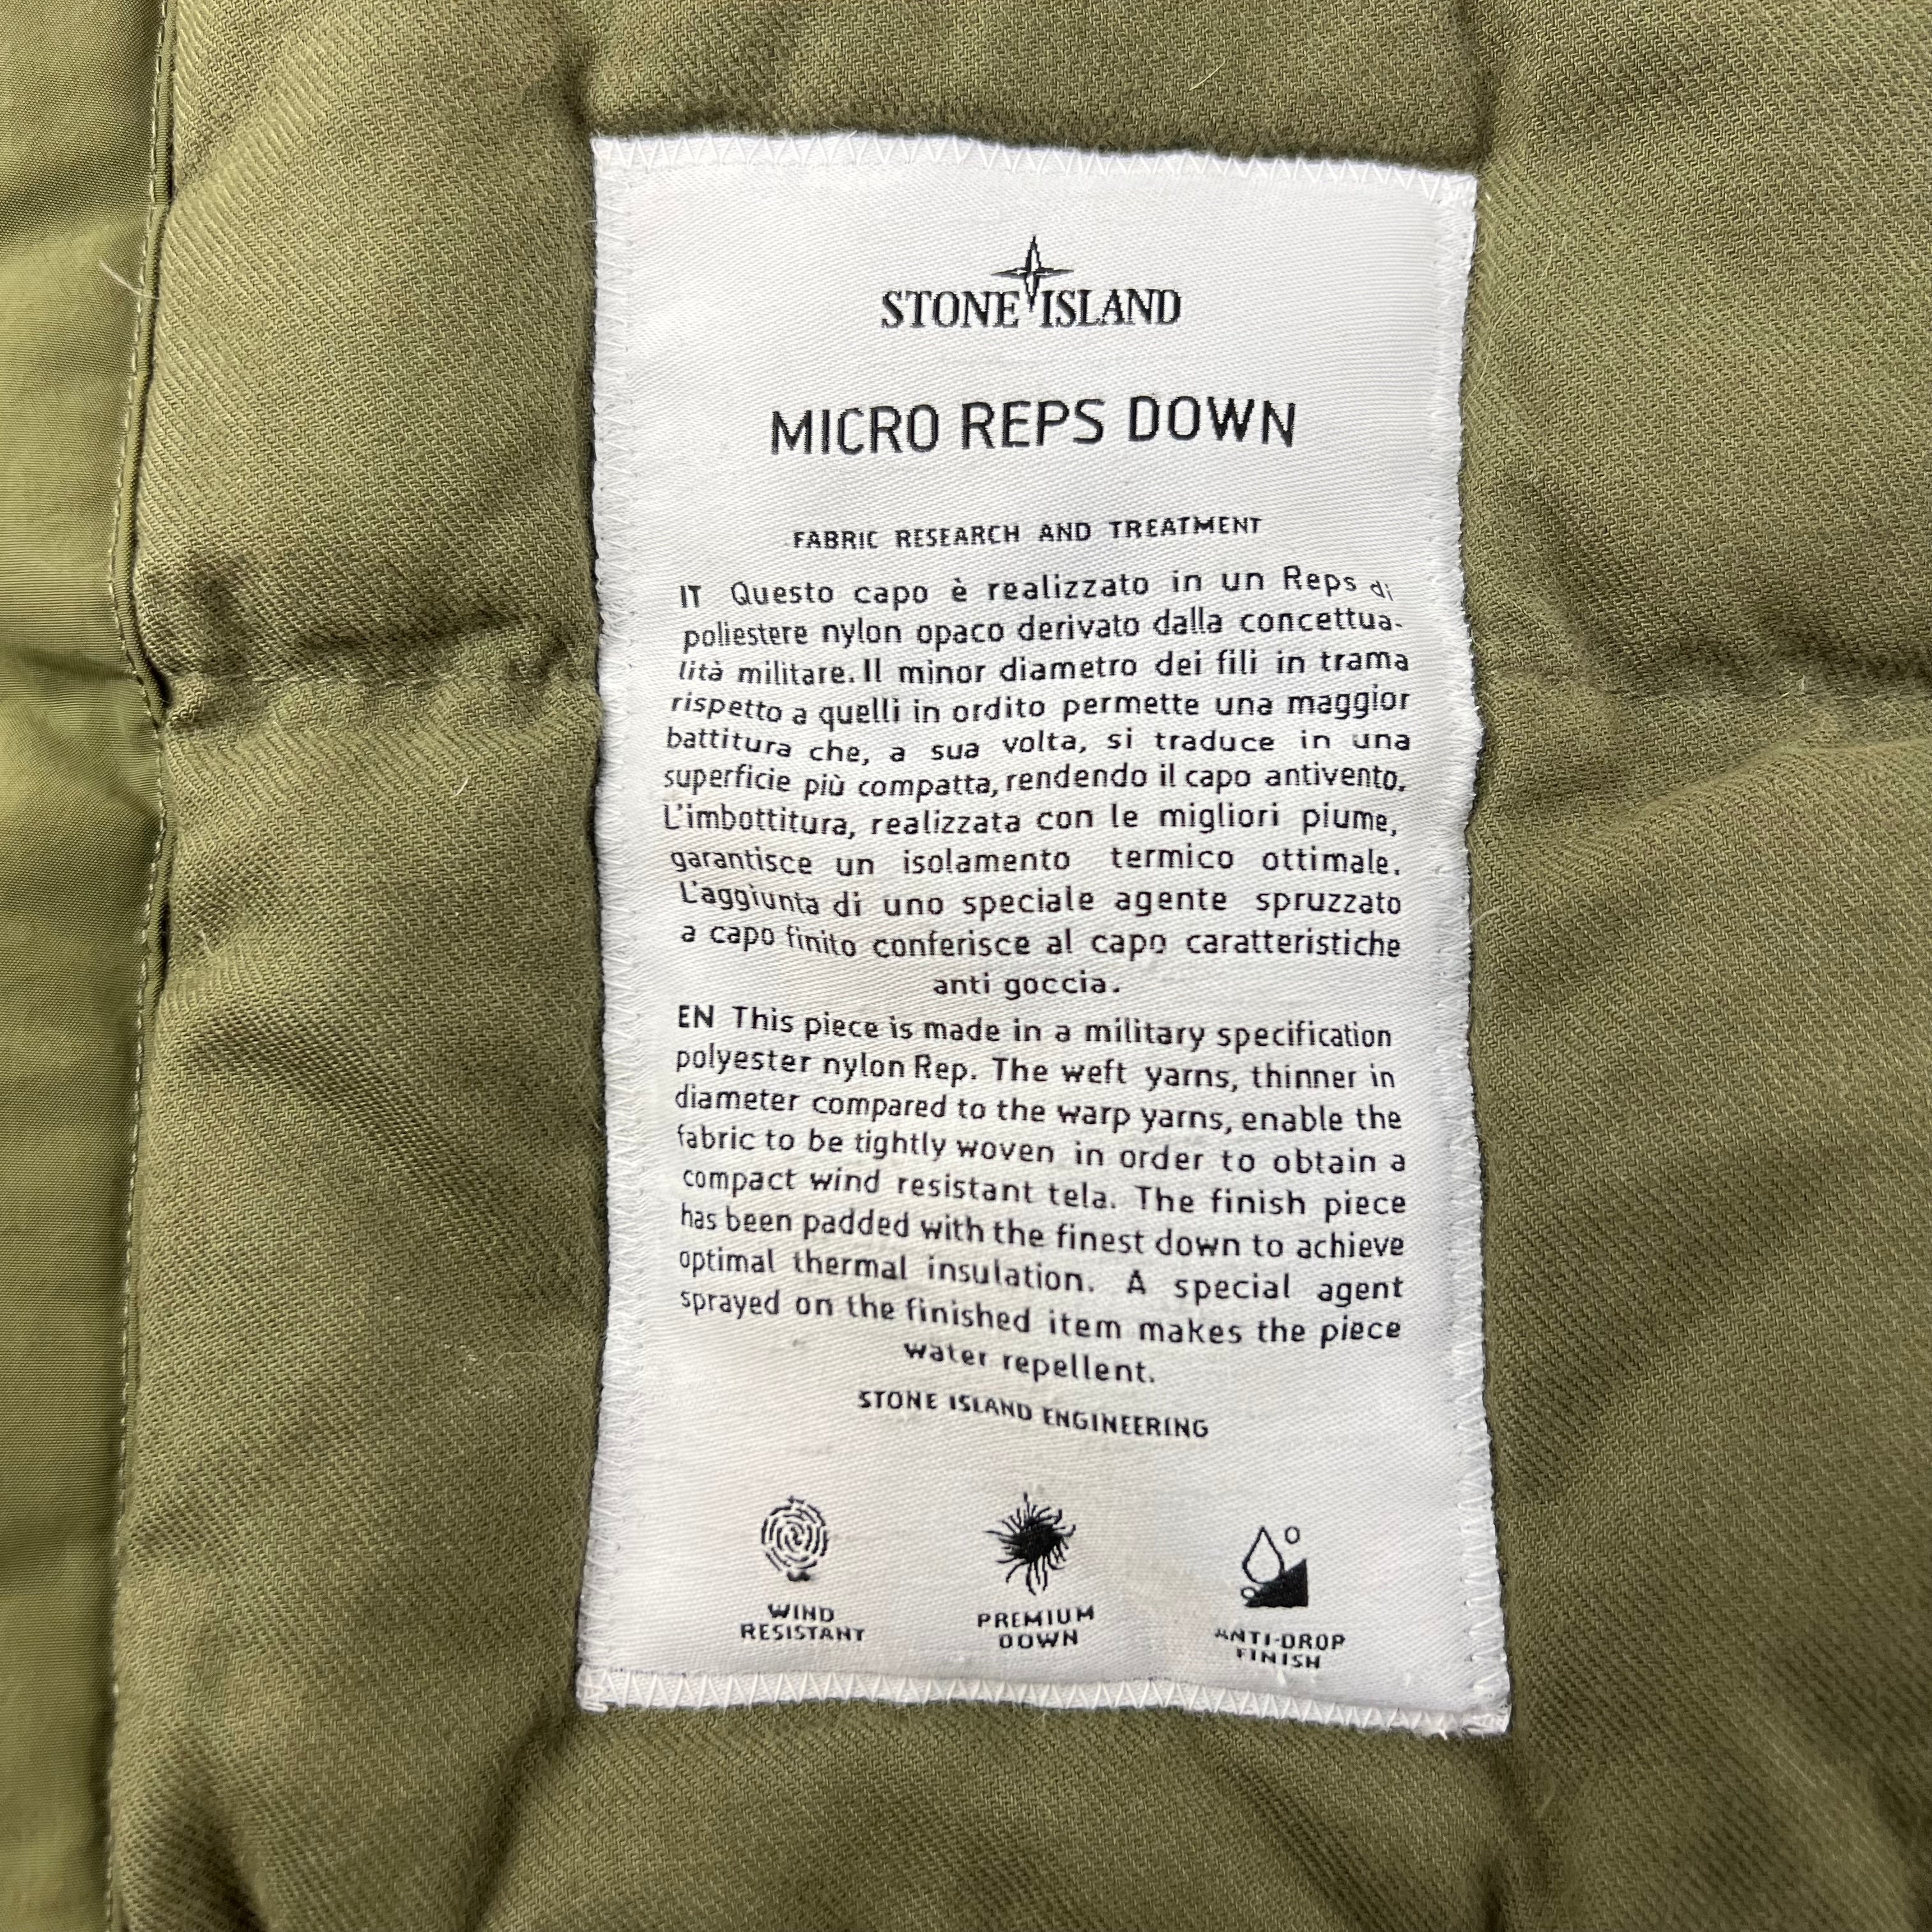 STONE ISLAND
MICRO REPS DOWN
FABRIC RESEARCH AND TREATMENT
IT Questo capo è realizzato in un Reps di
poliestere nylon opaco derivato dalla concettua-
lità militare. Il minor diametro dei fili in trama
rispetto a quelli in ordito permette una maggior
battitura che, a sua volta, si traduce in una
superficie più compatta, rendendo il capo antivento.
L'imbottitura, realizzata con le migliori piume,
garantisce un isolamento termico ottimale.
L'aggiunta di uno speciale agente spruzzato
a capo finito conferisce al capo caratteristiche
anti goccia.
EN This piece is made in a military specification
polyester nylon Rep. The weft yarns, thinner in
diameter compared to the warp yarns, enable the
fabric to be tightly woven in order to obtain a
compact wind resistant tela. The finish piece
has been padded with the finest down to achieve
optimal thermal insulation. A special agent
sprayed on the finished item makes the piece
water repellent.
STONE ISLAND ENGINEERING
WIND
RESISTANT
PREMIUM
DOWN
ANTI-DROP
FINISH